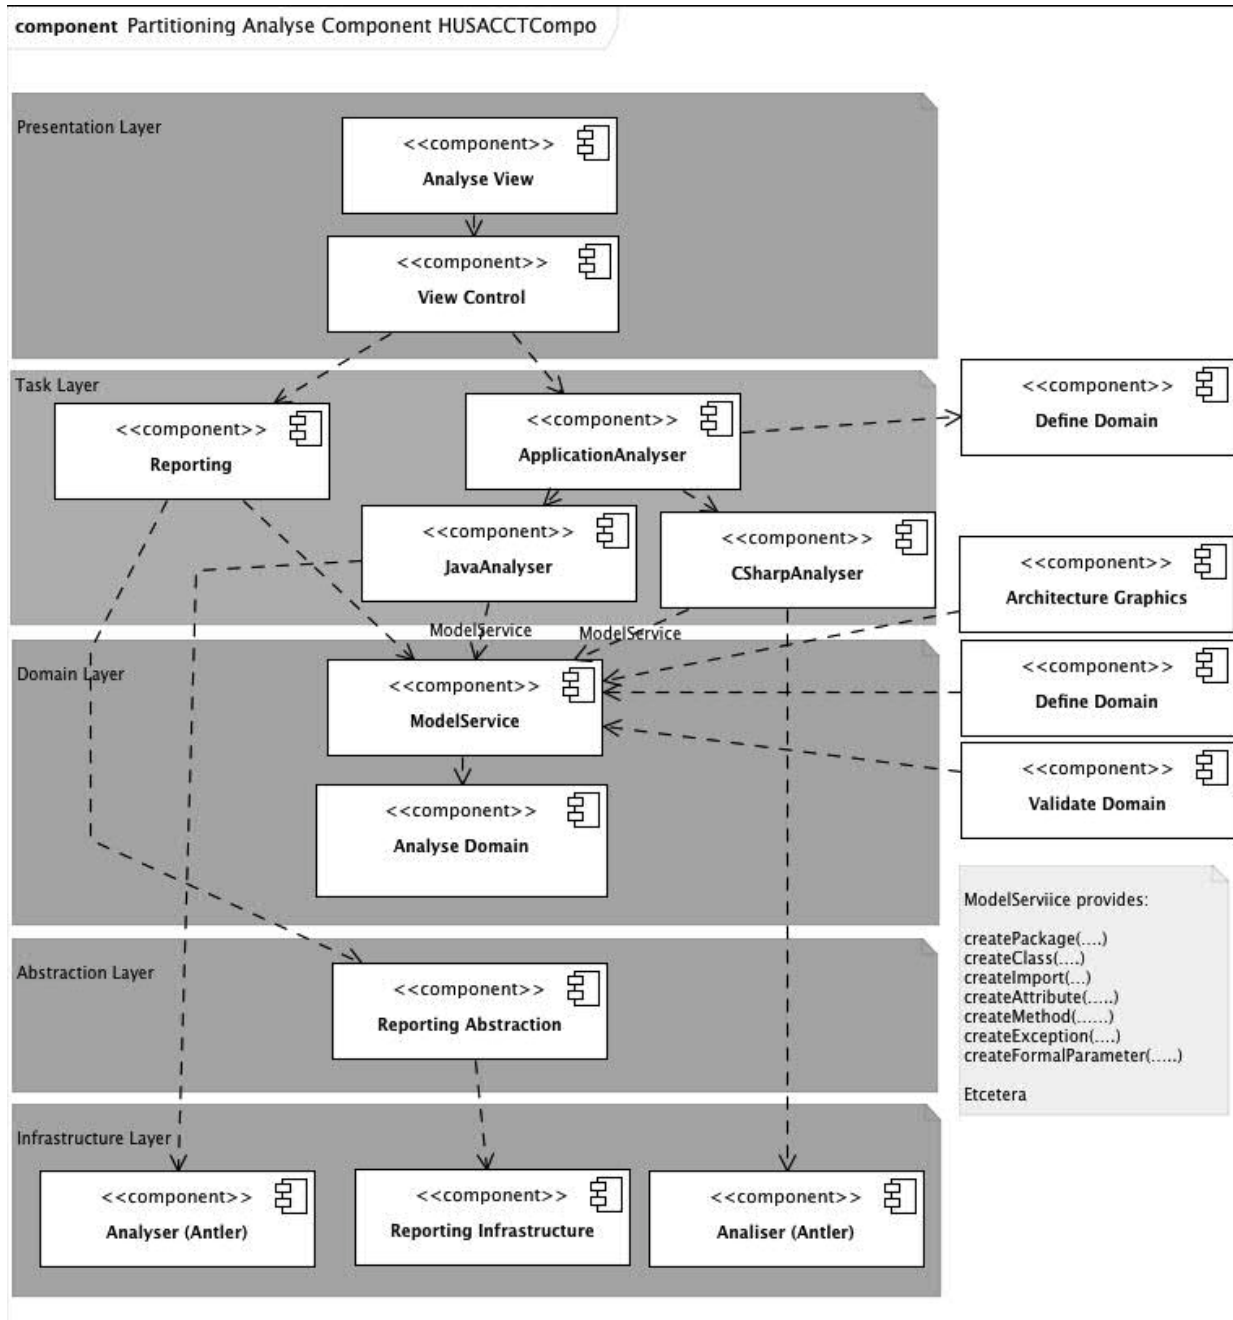 component Partitioning Analyse Component HUSACCTCompo
Presentation Layer
<<component>>
Analyse View
<<component>>
View Control
Task Layer
<<component>>
Reporting
<<component>>
ApplicationAnalyser
<<component>>
Define Domain
<<component>>
JavaAnalyser
<<component>>
CSharpAnalyser
<<component>>
Architecture Graphics
ModelService
ModelService
Domain Layer
<<component>>
ModelService
<<component>>
Define Domain
<<component>>
Validate Domain
<<component>>
Analyse Domain
ModelServiice provides:
createPackage(....)
createClass(....)
createImport(...)
createAttribute(.....)
createMethod(......)
createException(....)
createFormalParameter(.....)
Etcetera
Abstraction Layer
<<component>>
Reporting Abstraction
Infrastructure Layer
<<component>>
Analyser (Antler)
<<component>>
Reporting Infrastructure
<<component>>
Analiser (Antler)